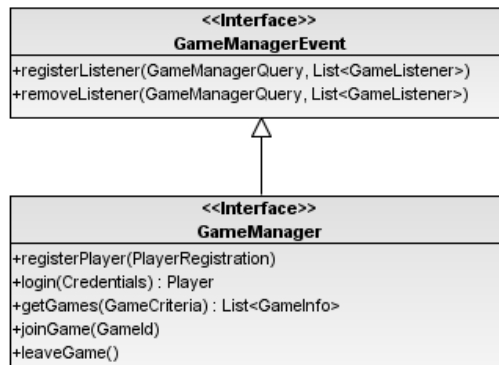 <<Interface>>
GameManagerEvent
+registerListener(GameManagerQuery, List<GameListener>)
+removeListener(GameManagerQuery, List<GameListener>)
<<Interface>>
GameManager
+registerPlayer(PlayerRegistration)
+login(Credentials) : Player
+getGames(GameCriteria) : List<GameInfo>
+joinGame(GameId)
+leaveGame()